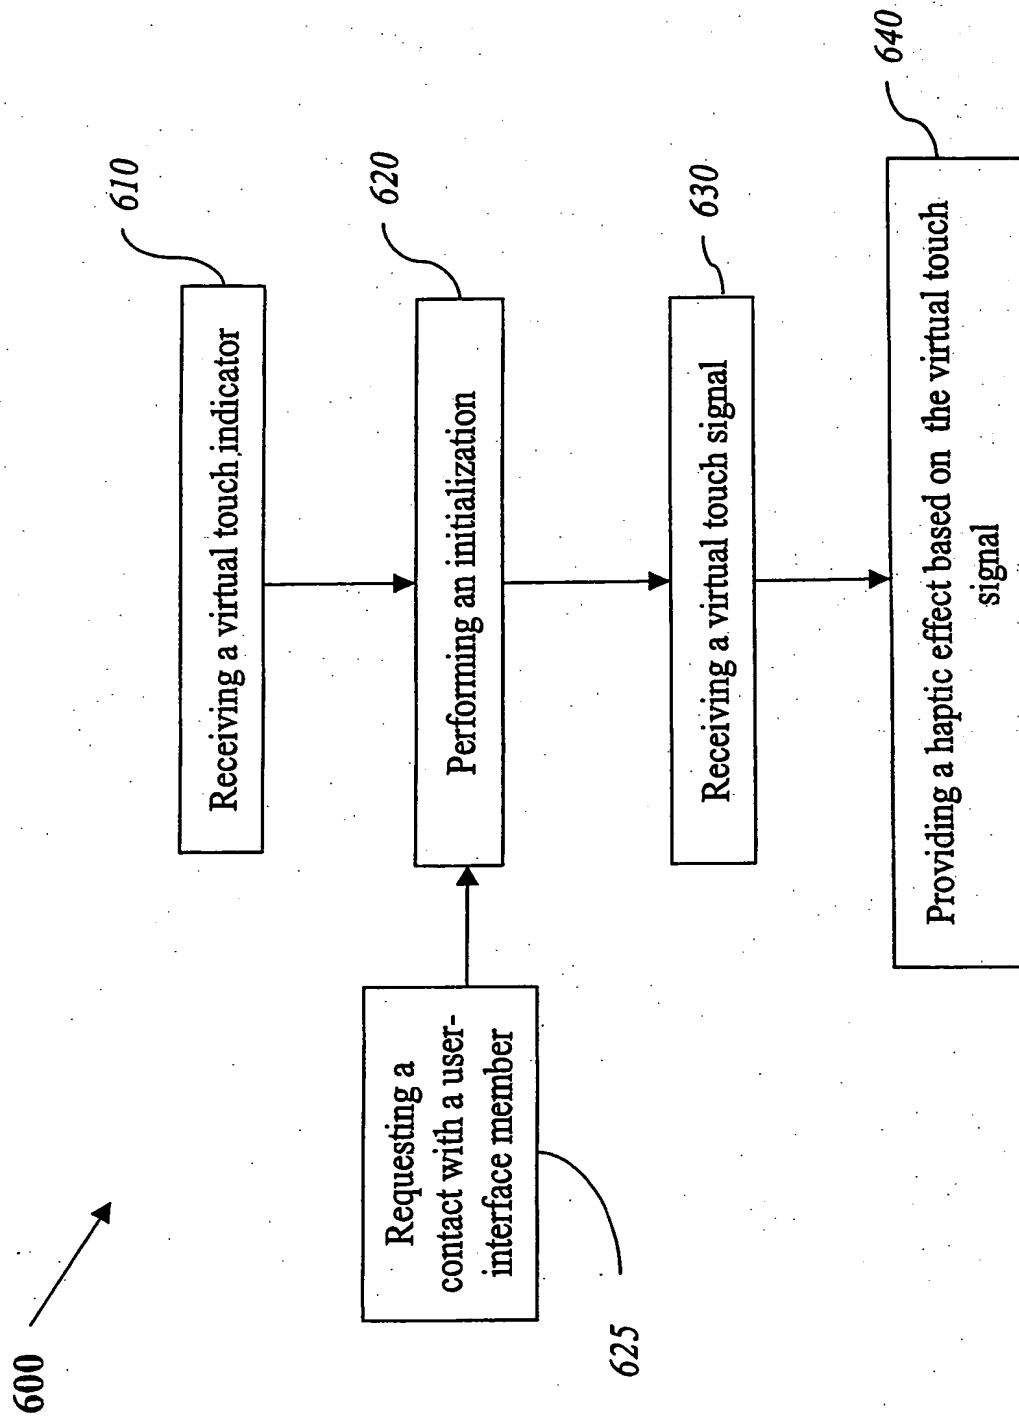 600
610
Receiving a virtual touch indicator
620
Performing an initialization
Requesting a
contact with a user-
interface member
625
630
Receiving a virtual touch signal
640
Providing a haptic effect based on the virtual touch
signal